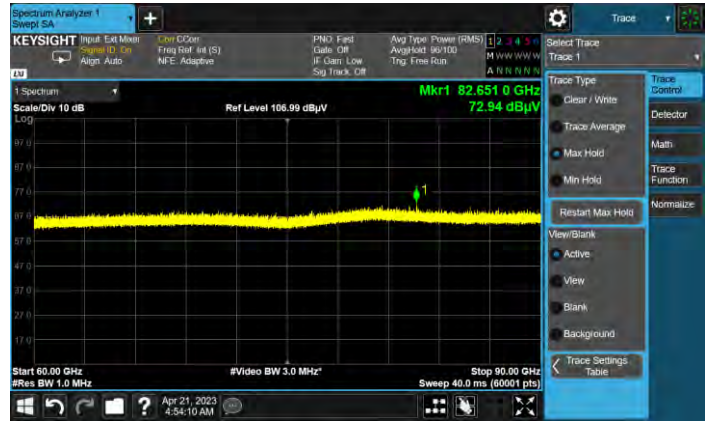 Spectrum Analyzer 1
Swept SA
Trace
KEYSIGHT
Input: Ext Mixer
Signal ID: On
Align: Auto
Corr CCorr
Freq Ref: Int (S)
NFE: Adaptive
PNO: Fast
Gate: Off
IF Gain: Low
Sig Track: Off
Avg Type: Power (RMS)
Avg|Hold: 96/100
Trig: Free Run
1 2 3 4 5 6
M W W W W W
A N N N N N
LXI
Select Trace
Trace 1
1 Spectrum
Scale/Div 10 dB
Log
Ref Level 106.99 dBµV
Mkr1 82.651 0 GHz
72.94 dBµV
97.0
87.0
77.0
67.0
57.0
47.0
37.0
27.0
17.0
1
Start 60.00 GHz
#Res BW 1.0 MHz
#Video BW 3.0 MHz*
Stop 90.00 GHz
Sweep 40.0 ms (60001 pts)
Trace Type
Clear / Write
Trace Average
Max Hold
Min Hold
Restart Max Hold
View/Blank
Active
View
Blank
Background
Trace Settings
Table
Trace
Control
Detector
Math
Trace
Function
Normalize
Apr 21, 2023
4:54:10 AM